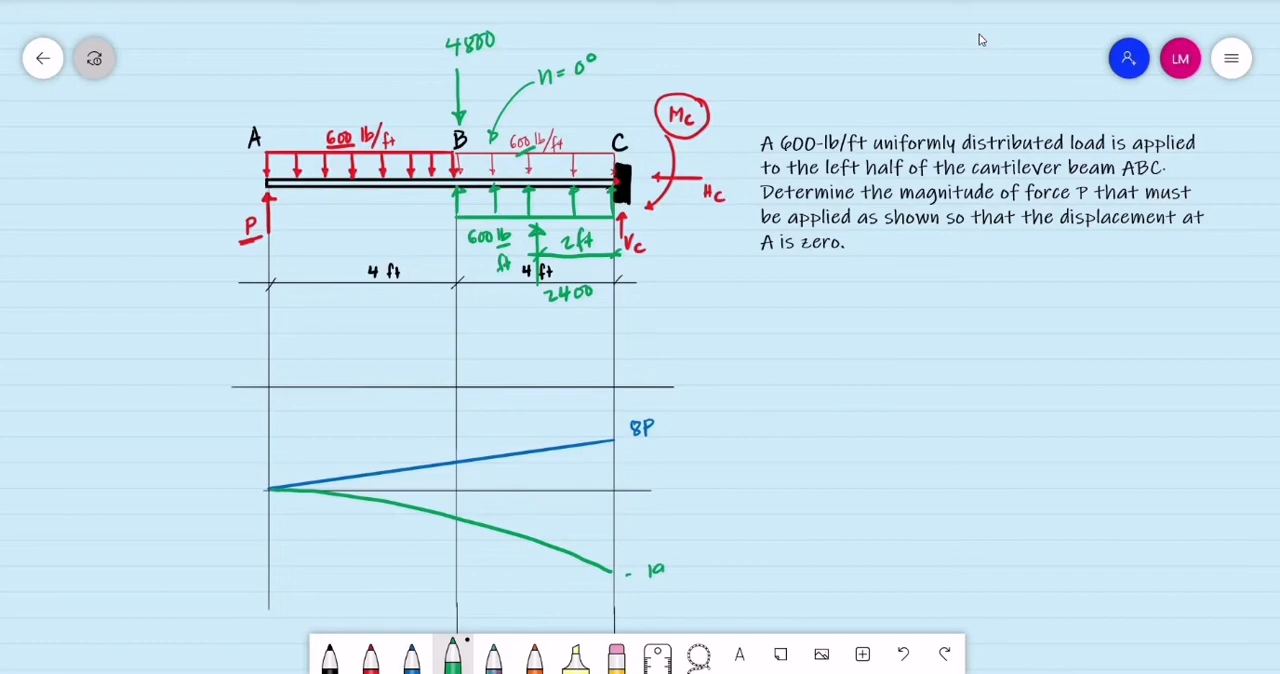 4800
n = 0°
LM
A
600 lb/ft
B
600 lb/ft
C
Mc
A 600-lb/ft uniformly distributed load is applied
to the left half of the cantilever beam ABC.
Determine the magnitude of force P that must
be applied as shown so that the displacement at
A is zero.
Hc
P
600 lb
ft
2ft
Vc
4 ft
4 ft
2400
8P
- 19
A